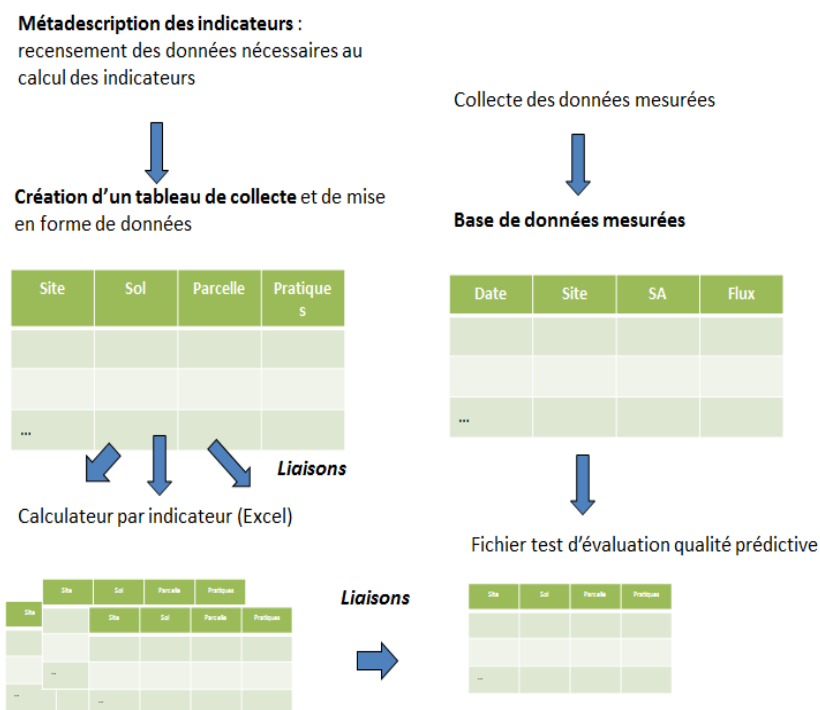 Métadescription des indicateurs :
recensement des données nécessaires au
calcul des indicateurs
Création d'un tableau de collecte et de mise
en forme de données
Site Sol Parcelle Pratique
s
...
Liaisons
Calculateur par indicateur (Excel)
Site Sol Parcelle Pratiques
Site
Site Sol Parcelle Pratiques
...
...
...
Liaisons
Collecte des données mesurées
Base de données mesurées
Date Site SA Flux
...
Fichier test d'évaluation qualité prédictive
Site Sol Parcelle Pratiques
...